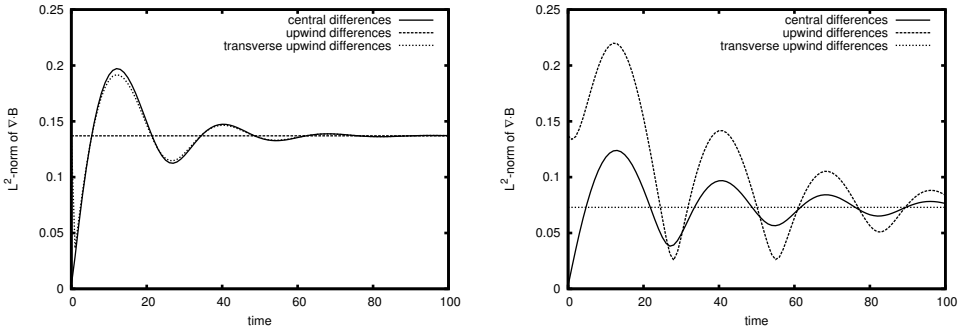 0.25
0.2
0.15
0.1
0.05
0
0 20 40 60 80 100
time
L²-norm of ∇·B
central differences
upwind differences
transverse upwind differences
0.25
0.2
0.15
0.1
0.05
0
0 20 40 60 80 100
time
L²-norm of ∇·B
central differences
upwind differences
transverse upwind differences